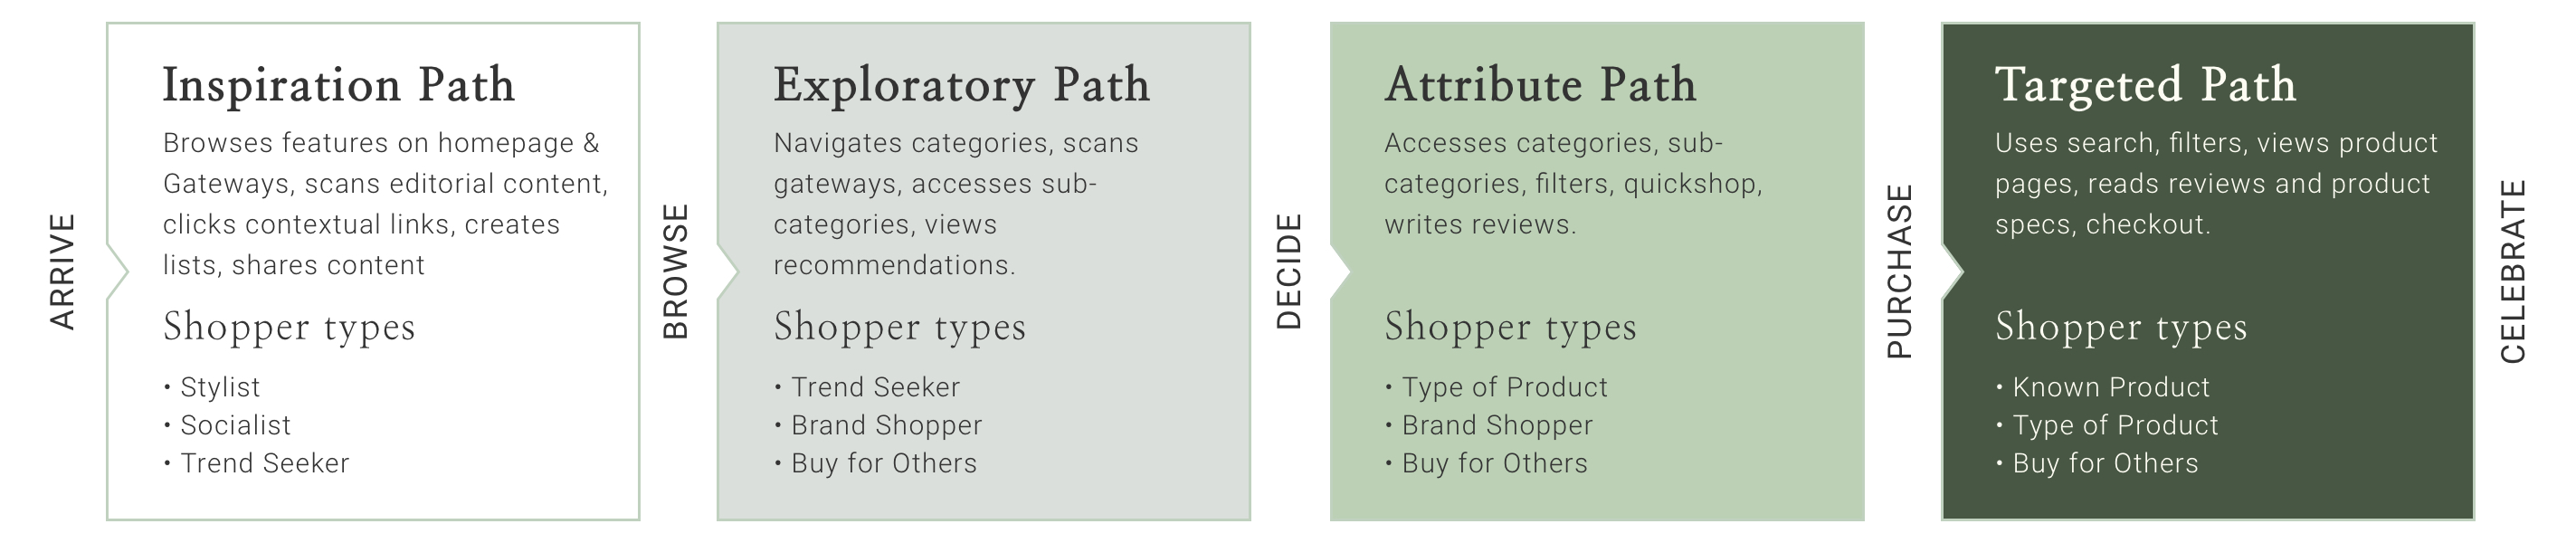 ARRIVE
Inspiration Path
Browses features on homepage &
Gateways, scans editorial content,
clicks contextual links, creates
lists, shares content
Shopper types
• Stylist
• Socialist
• Trend Seeker
BROWSE
Exploratory Path
Navigates categories, scans
gateways, accesses sub-
categories, views
recommendations.
Shopper types
• Trend Seeker
• Brand Shopper
• Buy for Others
DECIDE
Attribute Path
Accesses categories, sub-
categories, filters, quickshop,
writes reviews.
Shopper types
• Type of Product
• Brand Shopper
• Buy for Others
PURCHASE
Targeted Path
Uses search, filters, views product
pages, reads reviews and product
specs, checkout.
Shopper types
• Known Product
• Type of Product
• Buy for Others
CELEBRATE